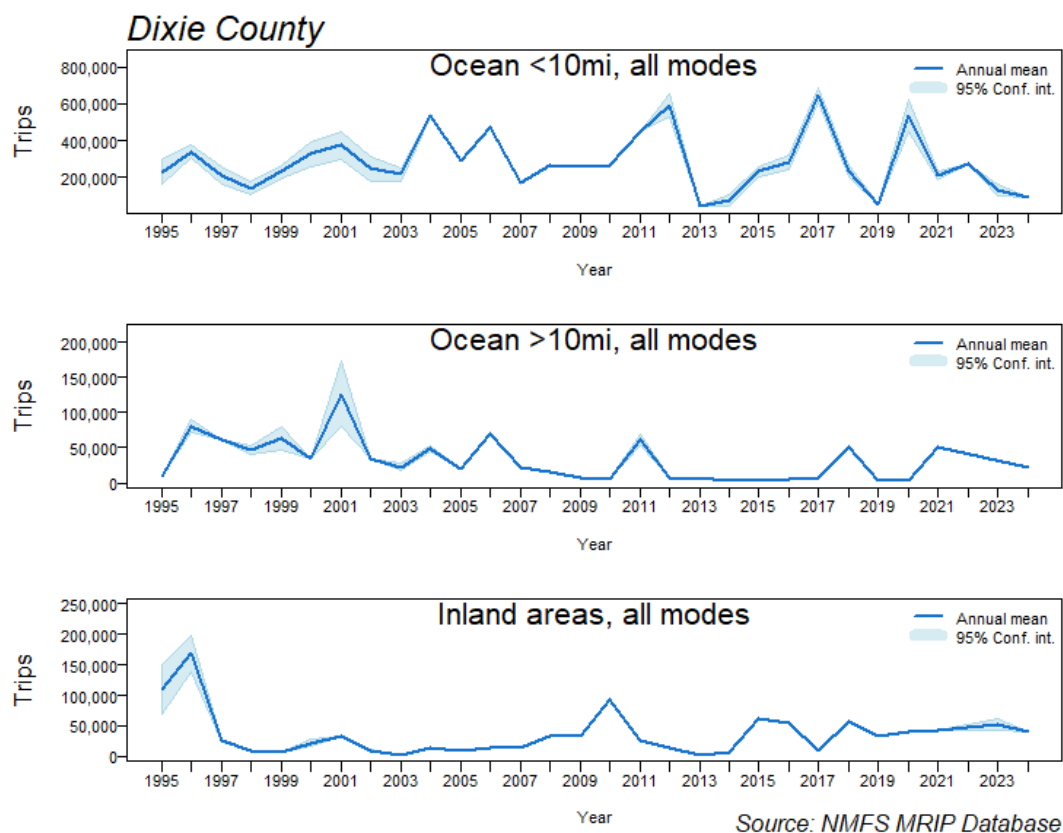 Dixie County
Ocean <10mi, all modes
Annual mean
95% Conf. int.
Trips
800,000
600,000
400,000
200,000
1995 1997 1999 2001 2003 2005 2007 2009 2011 2013 2015 2017 2019 2021 2023
Year
Ocean >10mi, all modes
Annual mean
95% Conf. int.
Trips
200,000
150,000
100,000
50,000
0
1995 1997 1999 2001 2003 2005 2007 2009 2011 2013 2015 2017 2019 2021 2023
Year
Inland areas, all modes
Annual mean
95% Conf. int.
Trips
250,000
200,000
150,000
100,000
50,000
0
1995 1997 1999 2001 2003 2005 2007 2009 2011 2013 2015 2017 2019 2021 2023
Year
Source: NMFS MRIP Database